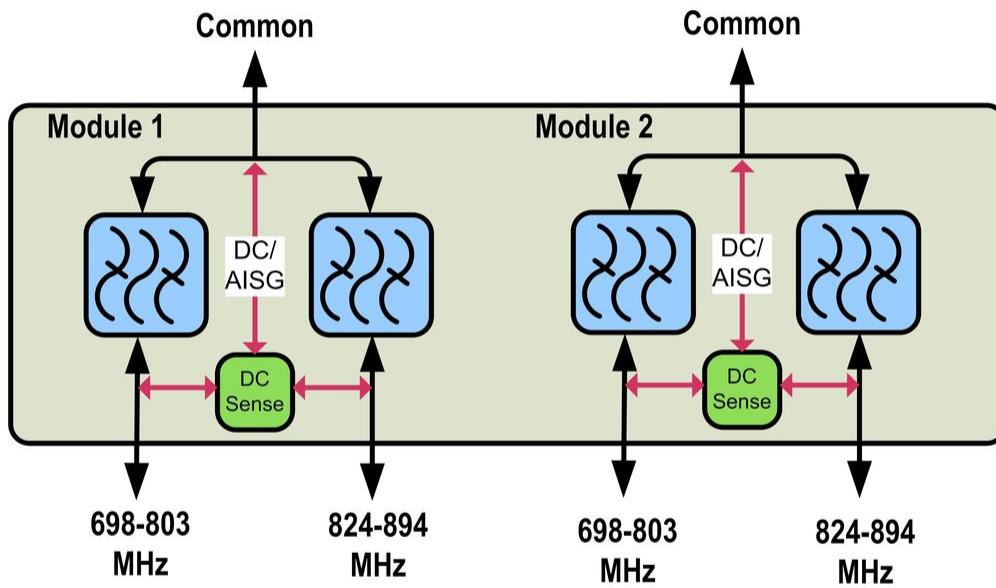 Common
Common
Module 1
Module 2
DC/
AISG
DC/
AISG
DC
Sense
DC
Sense
698-803
MHz
824-894
MHz
698-803
MHz
824-894
MHz